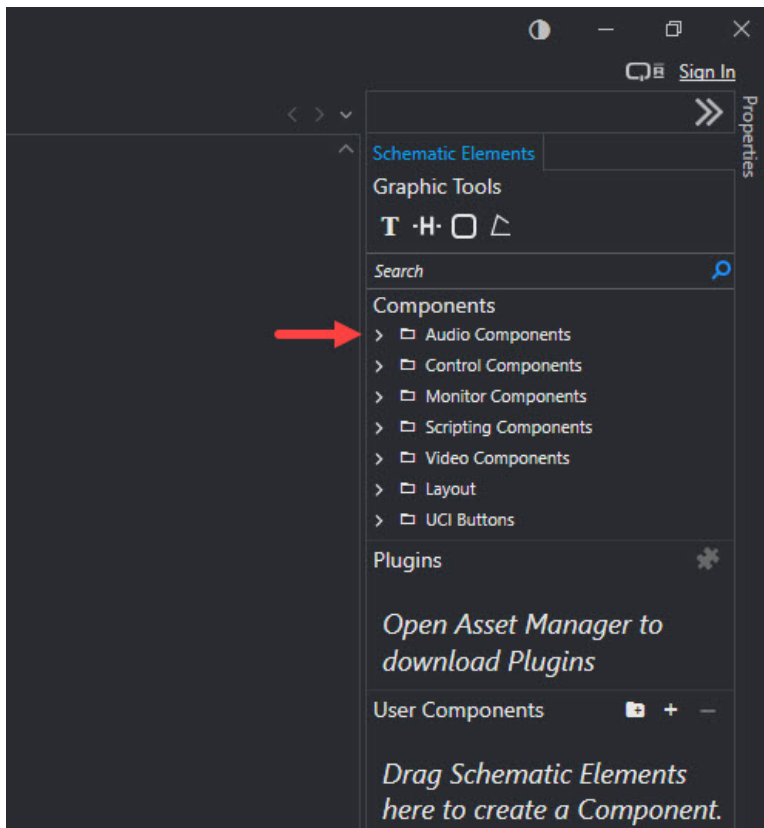 Sign In
Properties
Schematic Elements
Graphic Tools
T ·H·
Search
Components
Audio Components
Control Components
Monitor Components
Scripting Components
Video Components
Layout
UCI Buttons
Plugins
Open Asset Manager to
download Plugins
User Components
Drag Schematic Elements
here to create a Component.